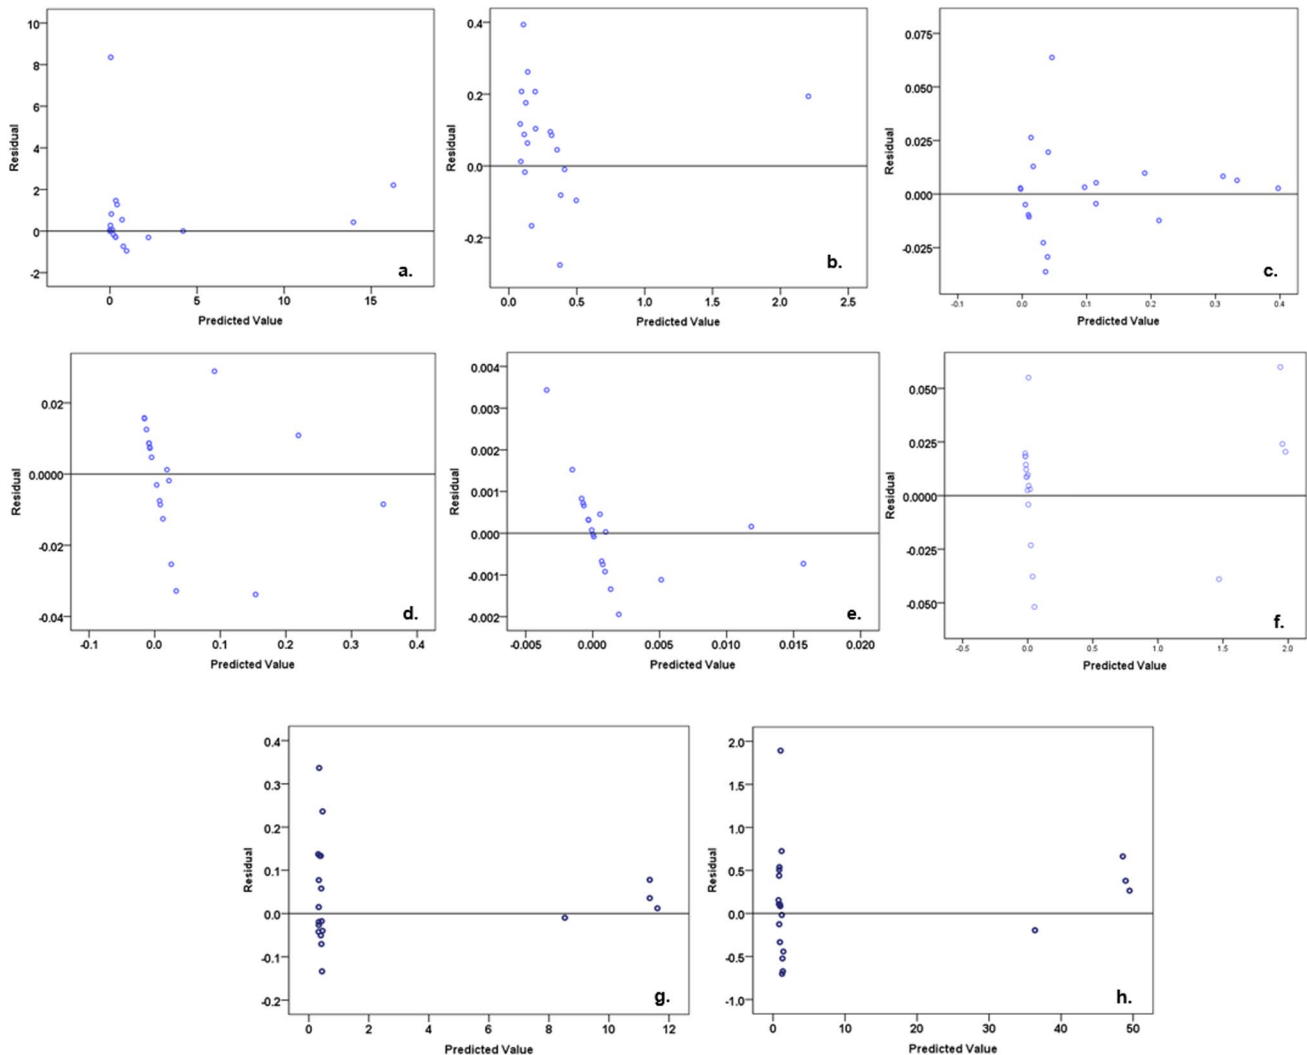 10
8
6
4
2
0
-2
Residual
0 5 10 15
Predicted Value
a.
0.4
0.2
0.0
-0.2
Residual
0.0 0.5 1.0 1.5 2.0 2.5
Predicted Value
b.
0.075
0.050
0.025
0.000
-0.025
Residual
-0.1 0.0 0.1 0.2 0.3 0.4
Predicted Value
c.
0.02
0.0000
-0.02
-0.04
Residual
-0.1 0.0 0.1 0.2 0.3 0.4
Predicted Value
d.
0.004
0.003
0.002
0.001
0.000
-0.001
-0.002
Residual
-0.005 0.000 0.005 0.010 0.015 0.020
Predicted Value
e.
0.050
0.025
0.0000
-0.025
-0.050
Residual
-0.5 0.0 0.5 1.0 1.5 2.0
Predicted Value
f.
0.4
0.3
0.2
0.1
0.0
-0.1
-0.2
Residual
0 2 4 6 8 10 12
Predicted Value
g.
2.0
1.5
1.0
0.5
0.0
-0.5
-1.0
Residual
0 10 20 30 40 50
Predicted Value
h.